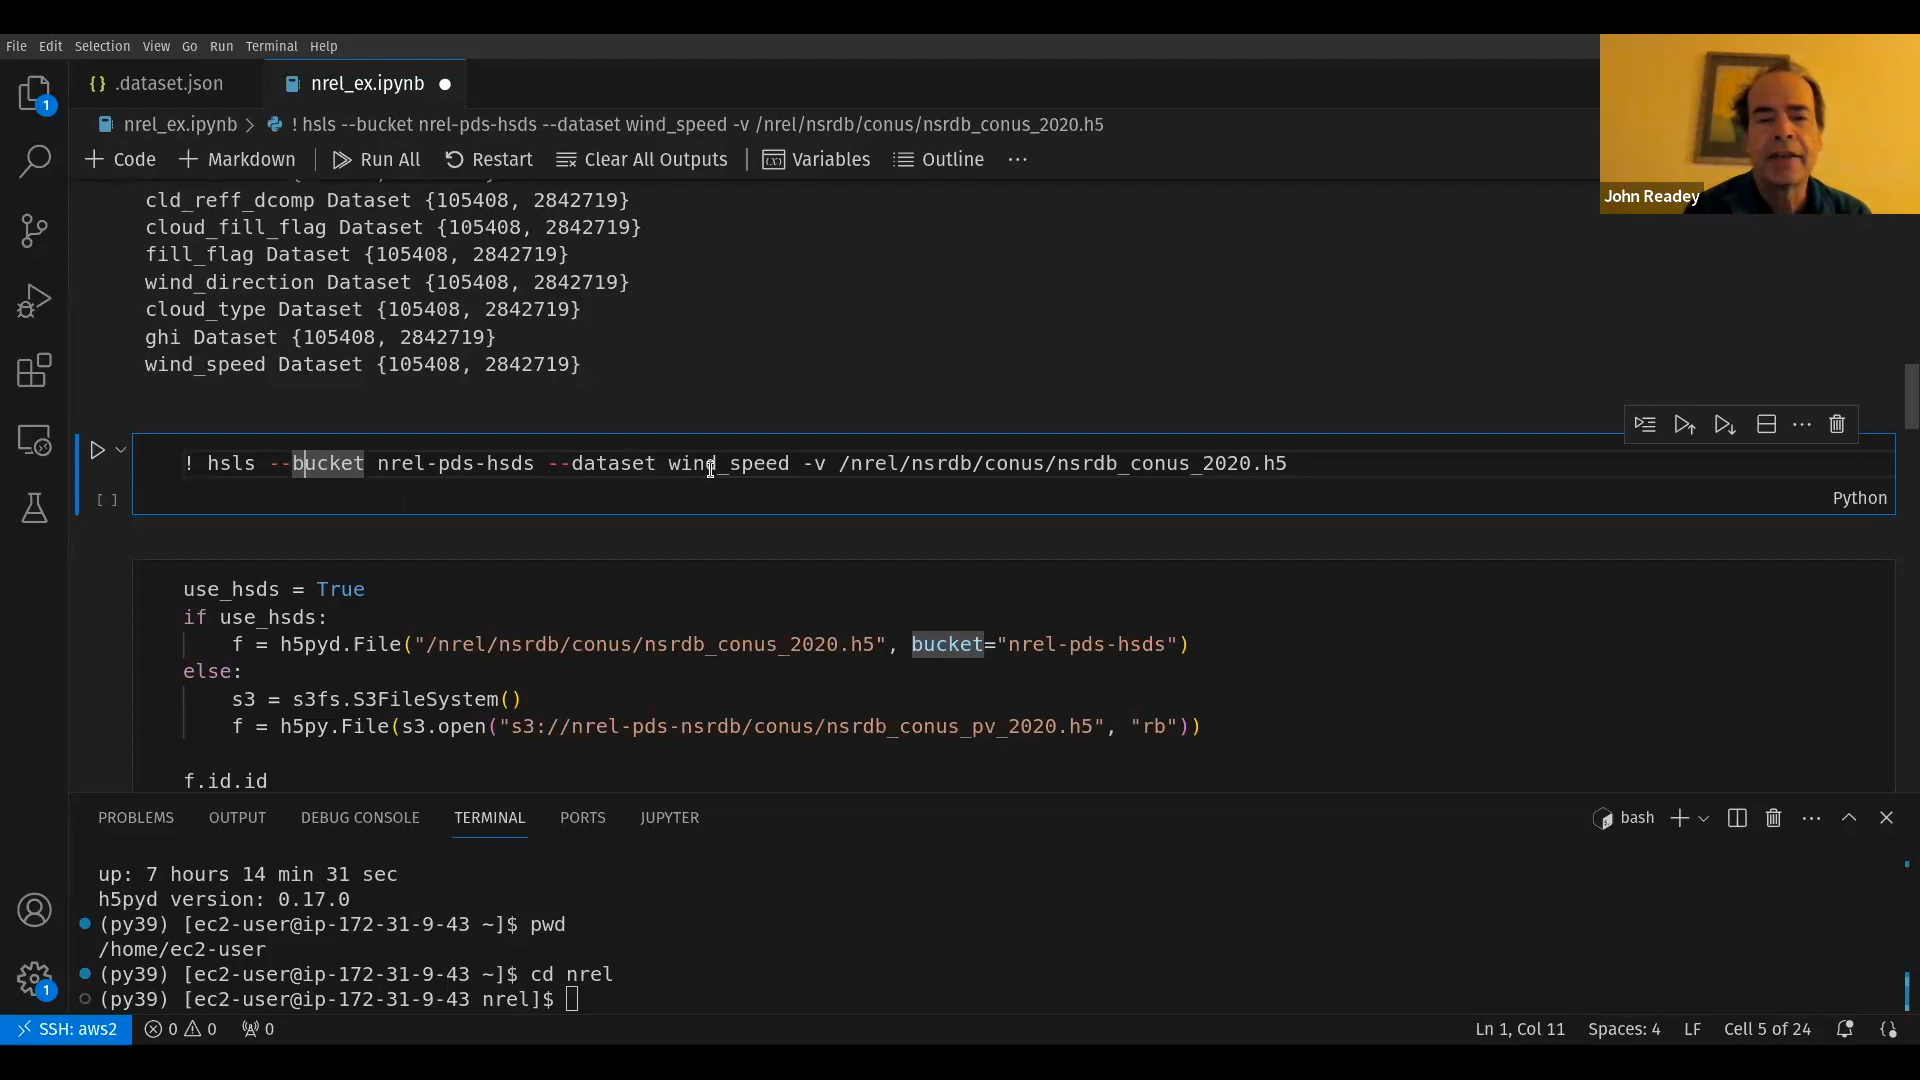 File Edit Selection View Go Run Terminal Help
{} .dataset.json nrel_ex.ipynb
nrel_ex.ipynb > ! hsls --bucket nrel-pds-hsds --dataset wind_speed -v /nrel/nsrdb/conus/nsrdb_conus_2020.h5
+ Code + Markdown Run All Restart Clear All Outputs Variables Outline ...
John Readey
cld_reff_dcomp Dataset {105408, 2842719}
cloud_fill_flag Dataset {105408, 2842719}
fill_flag Dataset {105408, 2842719}
wind_direction Dataset {105408, 2842719}
cloud_type Dataset {105408, 2842719}
ghi Dataset {105408, 2842719}
wind_speed Dataset {105408, 2842719}
! hsls --bucket nrel-pds-hsds --dataset wind_speed -v /nrel/nsrdb/conus/nsrdb_conus_2020.h5
[ ] Python
use_hsds = True
if use_hsds:
f = h5pyd.File("/nrel/nsrdb/conus/nsrdb_conus_2020.h5", bucket="nrel-pds-hsds")
else:
s3 = s3fs.S3FileSystem()
f = h5py.File(s3.open("s3://nrel-pds-nsrdb/conus/nsrdb_conus_pv_2020.h5", "rb"))
f.id.id
PROBLEMS OUTPUT DEBUG CONSOLE TERMINAL PORTS JUPYTER bash
up: 7 hours 14 min 31 sec
h5pyd version: 0.17.0
(py39) [ec2-user@ip-172-31-9-43 ~]$ pwd
/home/ec2-user
(py39) [ec2-user@ip-172-31-9-43 ~]$ cd nrel
(py39) [ec2-user@ip-172-31-9-43 nrel]$
1
1
SSH: aws2 0 0 0 Ln 1, Col 11 Spaces: 4 LF Cell 5 of 24